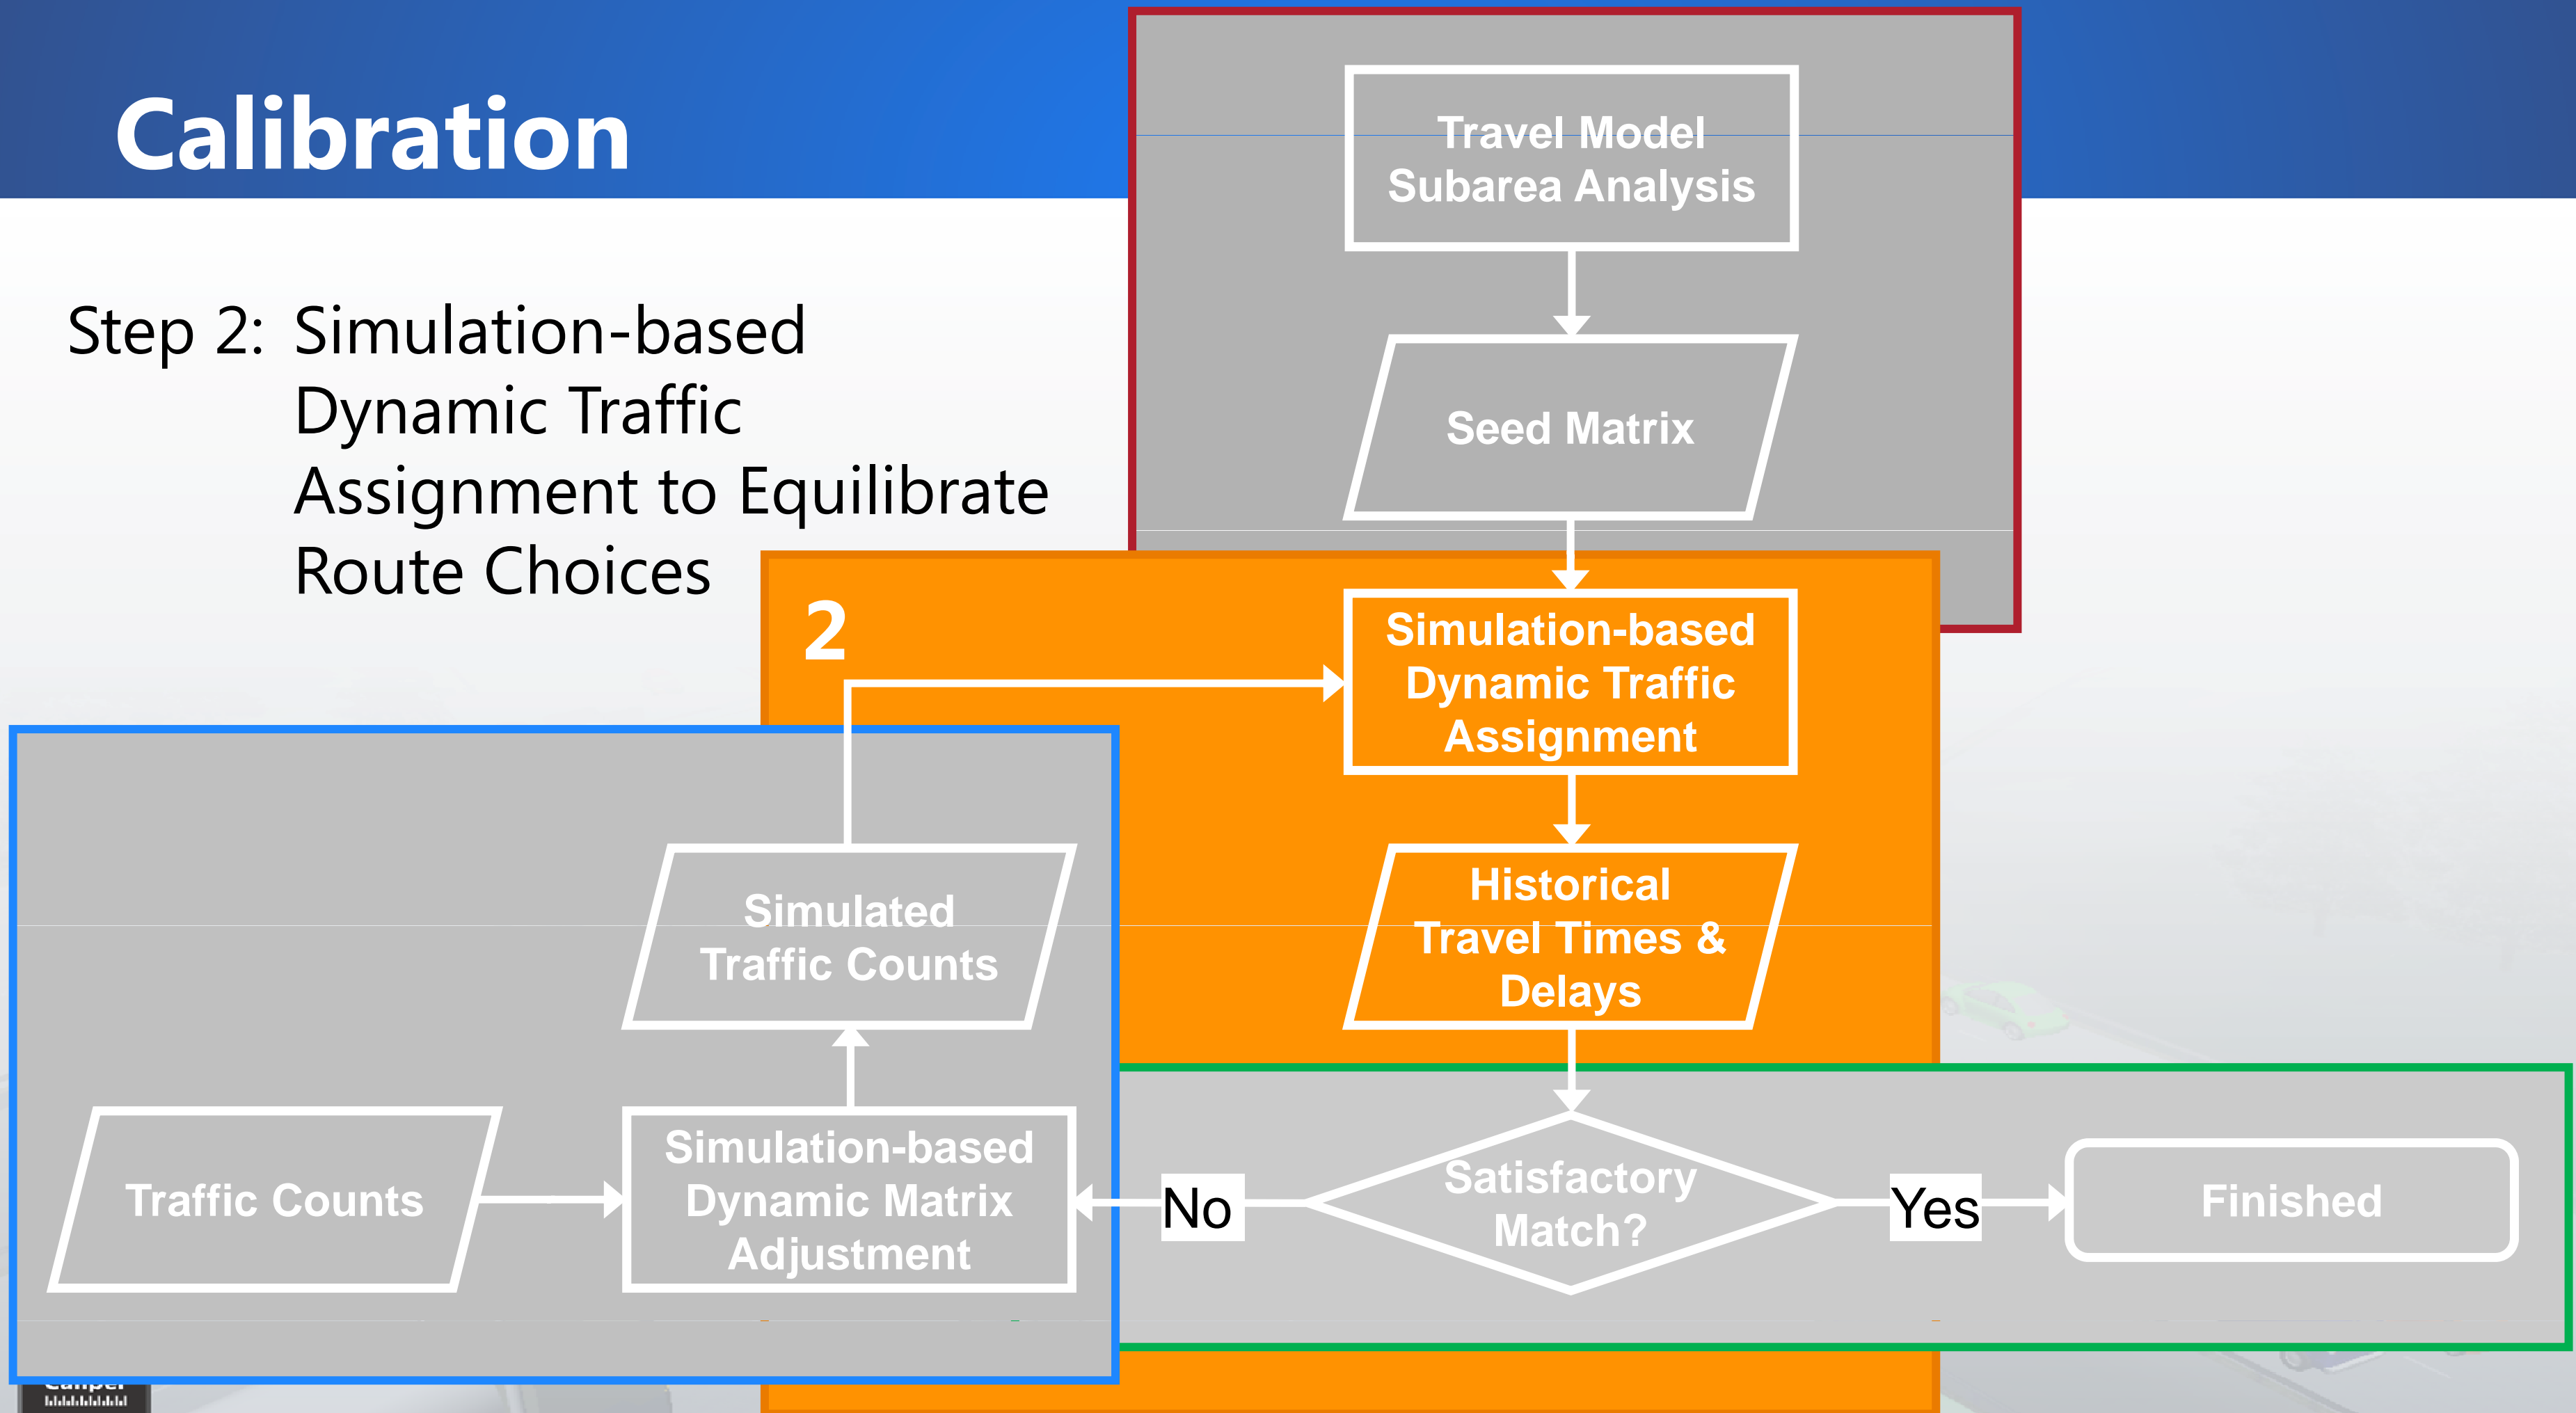 Calibration
Step 2: Simulation-based
Dynamic Traffic
Assignment to Equilibrate
Route Choices
Travel Model
Subarea Analysis
Seed Matrix
2
Simulation-based
Dynamic Traffic
Assignment
Historical
Travel Times &
Delays
Simulated
Traffic Counts
Traffic Counts
Simulation-based
Dynamic Matrix
Adjustment
No
Satisfactory
Match?
Yes
Finished
Caliper